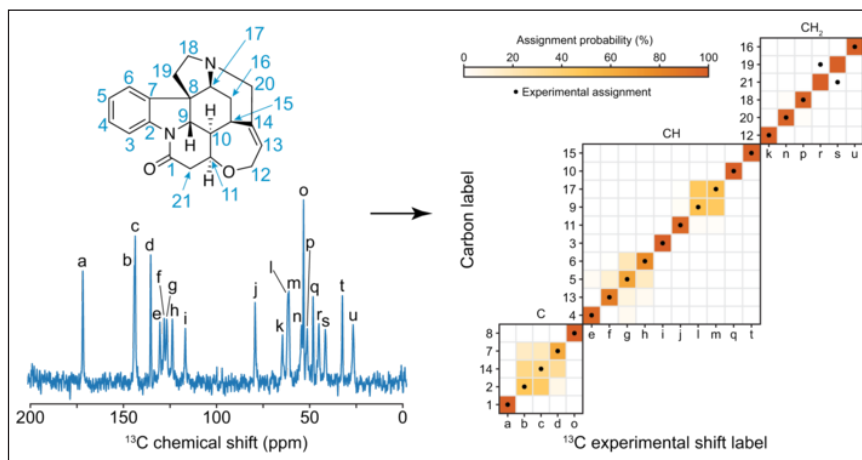 18
17
N
16
19
6
7
8
20
5
H
15
9
14
4
2
10
3
N
13
H
O
1
O
12
H
11
21
CH₂
Assignment probability (%)
0 20 40 60 80 100
• Experimental assignment
16
19
21
18
20
12
k n p r s u
CH
15
10
17
9
11
3
6
5
13
4
e f g h i j l m q t
C
8
7
14
2
1
a b c d o
Carbon label
¹³C experimental shift label
a
b
c
d
e
f
g
h
i
j
k
l
m
n
o
p
q
r
s
t
u
200 150 100 50 0
¹³C chemical shift (ppm)